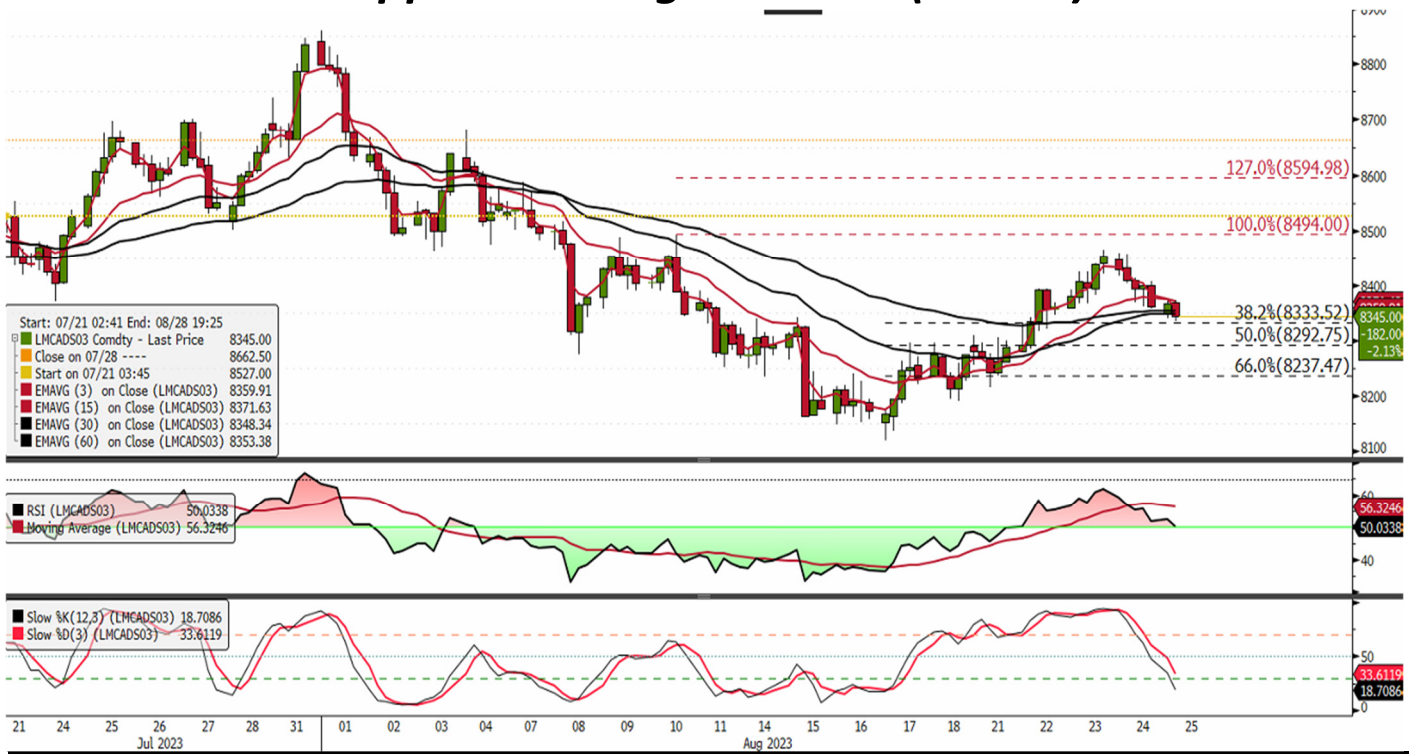 8800
8700
127.0%(8594.98)
8600
100.0%(8494.00)
8500
8400
38.2%(8333.52)
8345.00
50.0%(8292.75)
-182.00
-2.13%
66.0%(8237.47)
8200
8100
Start: 07/21 02:41 End: 08/28 19:25
LMCADS03 Comdty - Last Price 8345.00
Close on 07/28 ---- 8662.50
Start on 07/21 03:45 8527.00
EMAVG (3) on Close (LMCADS03) 8359.91
EMAVG (15) on Close (LMCADS03) 8371.63
EMAVG (30) on Close (LMCADS03) 8348.34
EMAVG (60) on Close (LMCADS03) 8353.38
RSI (LMCADS03) 50.0338
Moving Average (LMCADS03) 56.3246
60
56.3246
50.0338
40
Slow %K(12,3) (LMCADS03) 18.7086
Slow %D(3) (LMCADS03) 33.6119
50
33.6119
18.7086
0
21 24 25 26 27 28 31 01 02 03 04 07 08 09 10 11 14 15 16 17 18 21 22 23 24 25
Jul 2023 Aug 2023